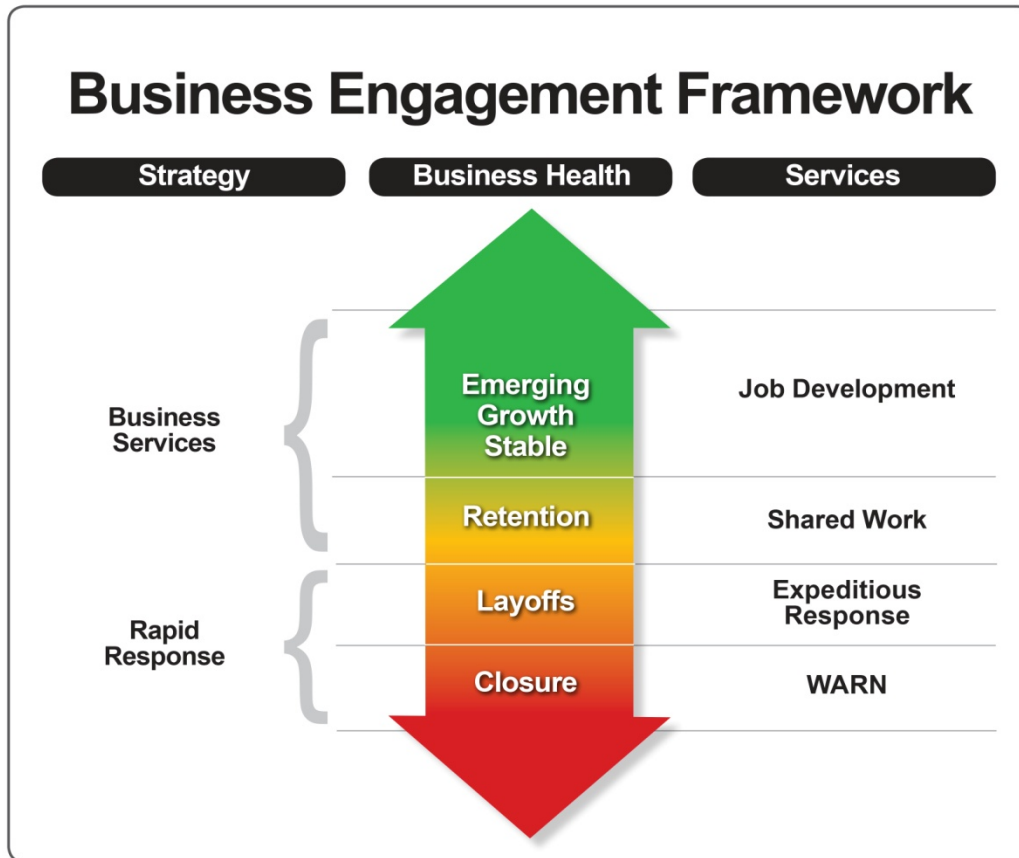 Business Engagement Framework
Strategy
Business Health
Services
Business
Services
Emerging
Growth
Stable
Job Development
Retention
Shared Work
Rapid
Response
Layoffs
Expeditious
Response
Closure
WARN